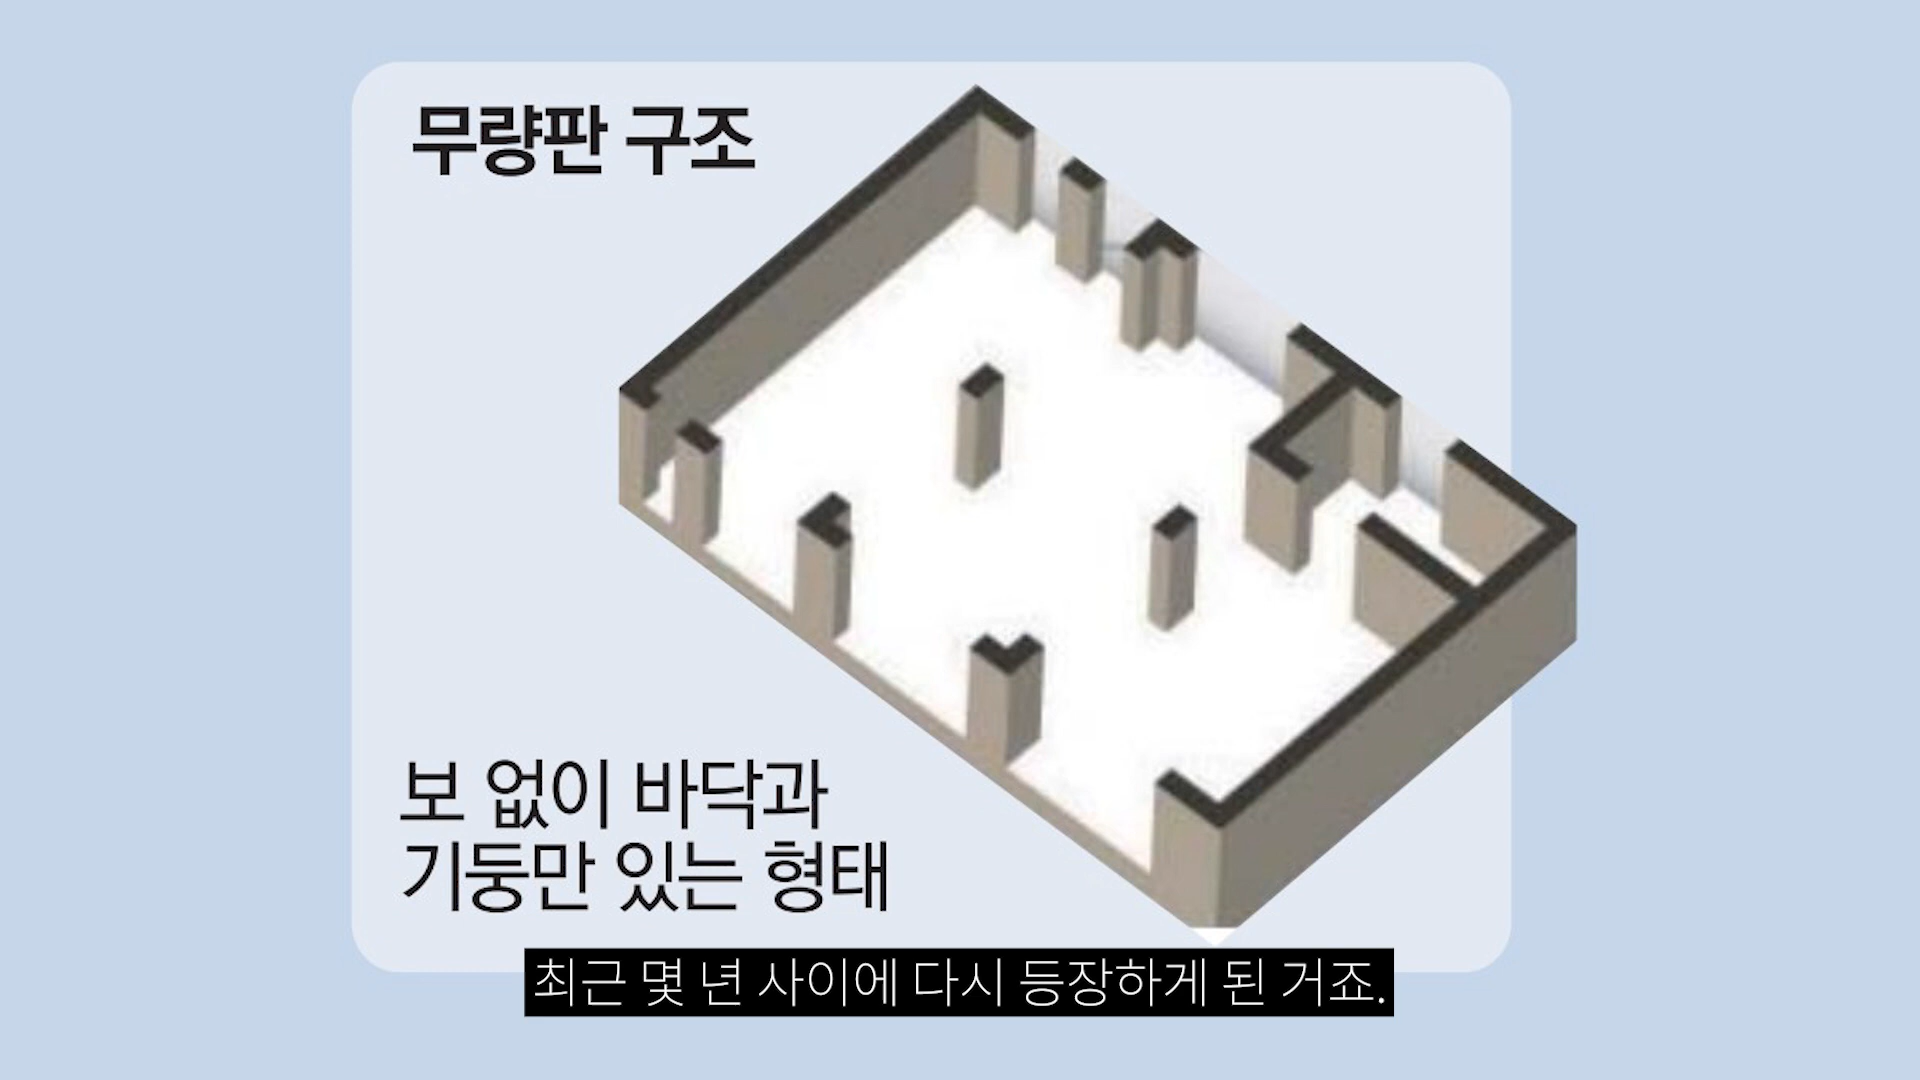 무량판 구조
보 없이 바닥과
기둥만 있는 형태
최근 몇 년 사이에 다시 등장하게 된 거죠.